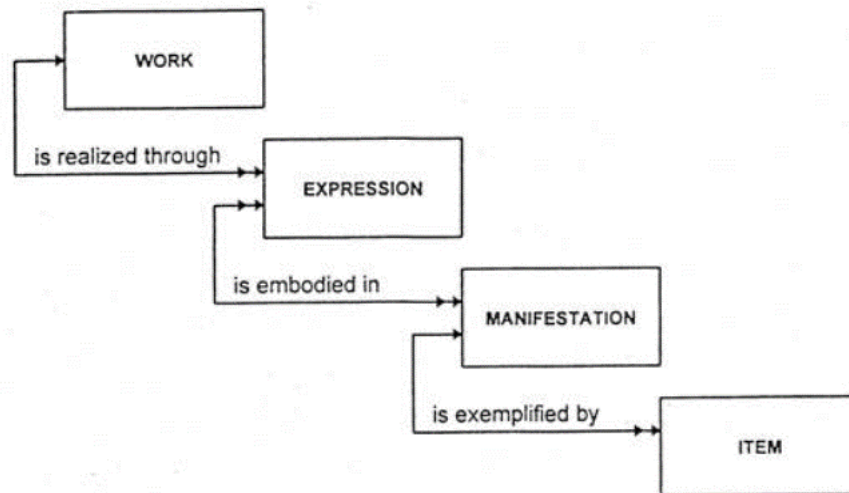 WORK
is realized through
EXPRESSION
is embodied in
MANIFESTATION
is exemplified by
ITEM